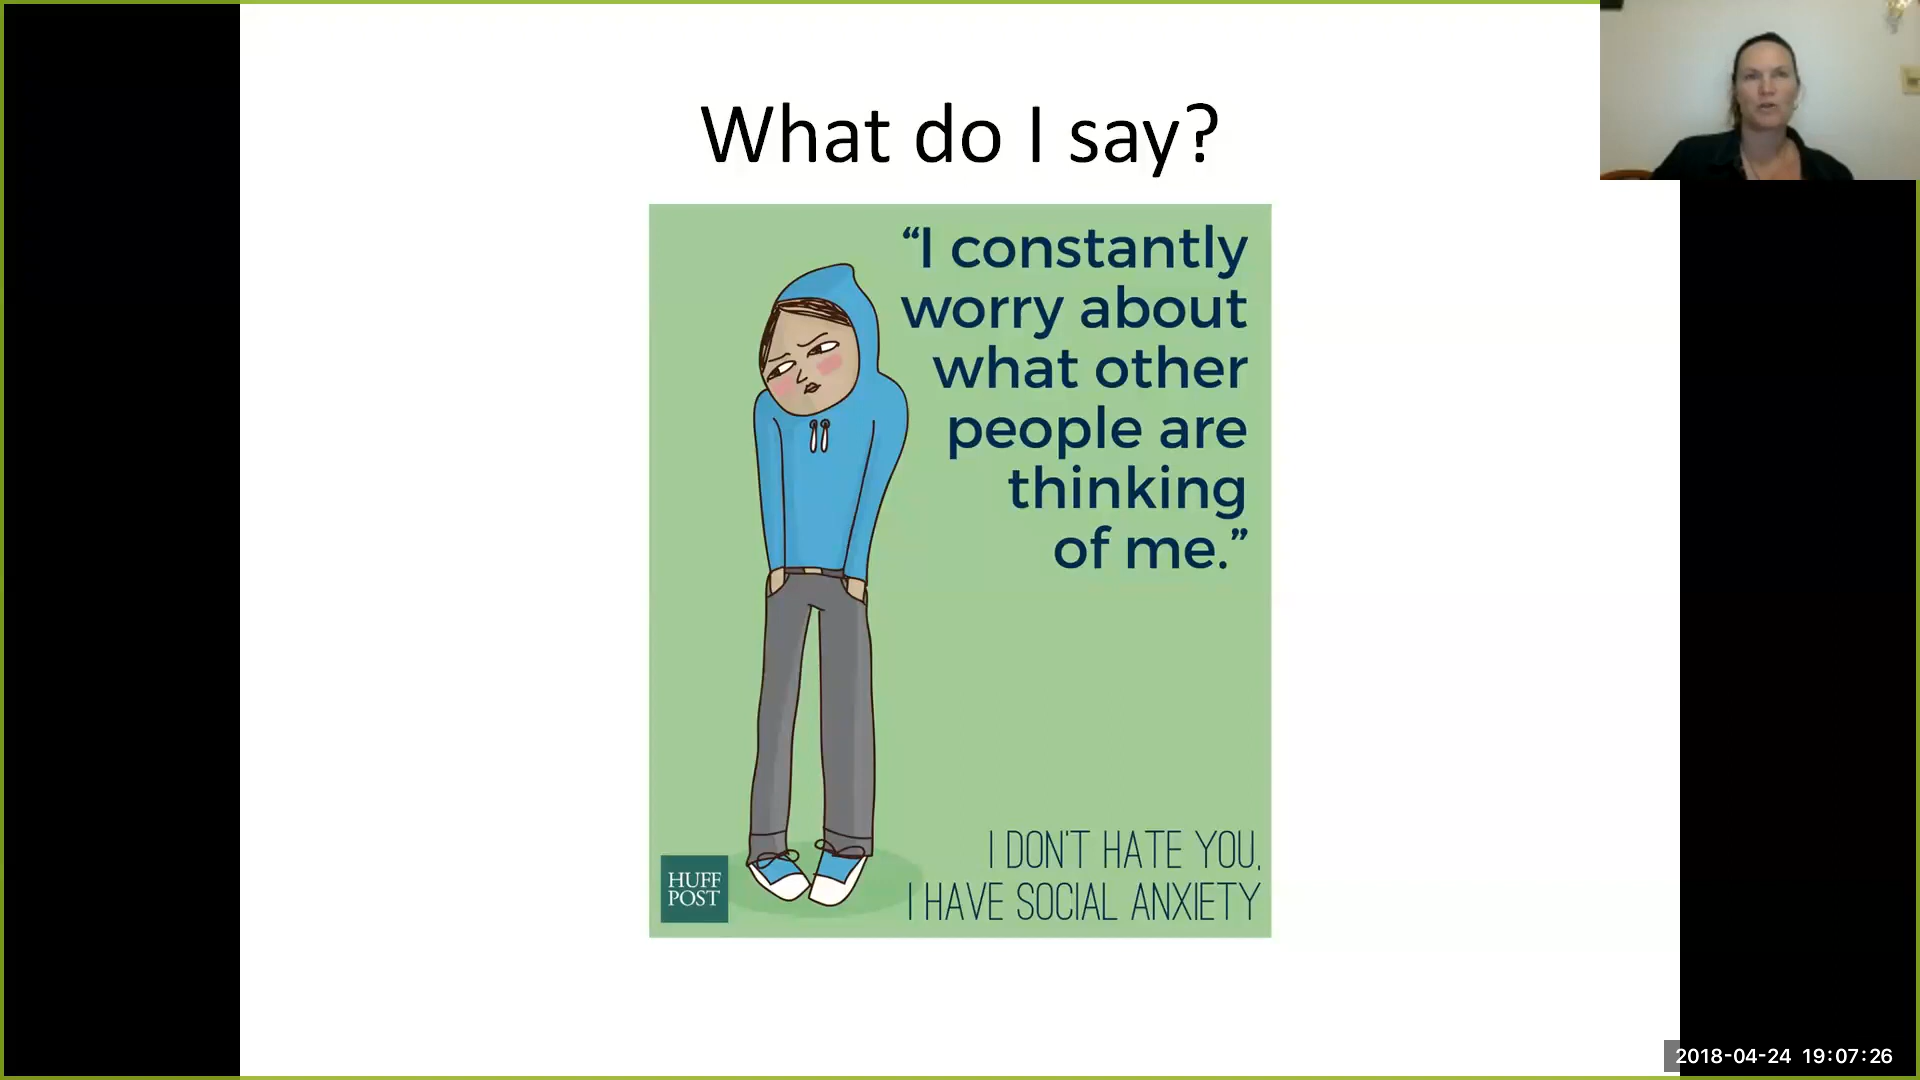 What do I say?
“I constantly
worry about
what other
people are
thinking
of me.”
I DON'T HATE YOU,
I HAVE SOCIAL ANXIETY
HUFF
POST
2018-04-24 19:07:26